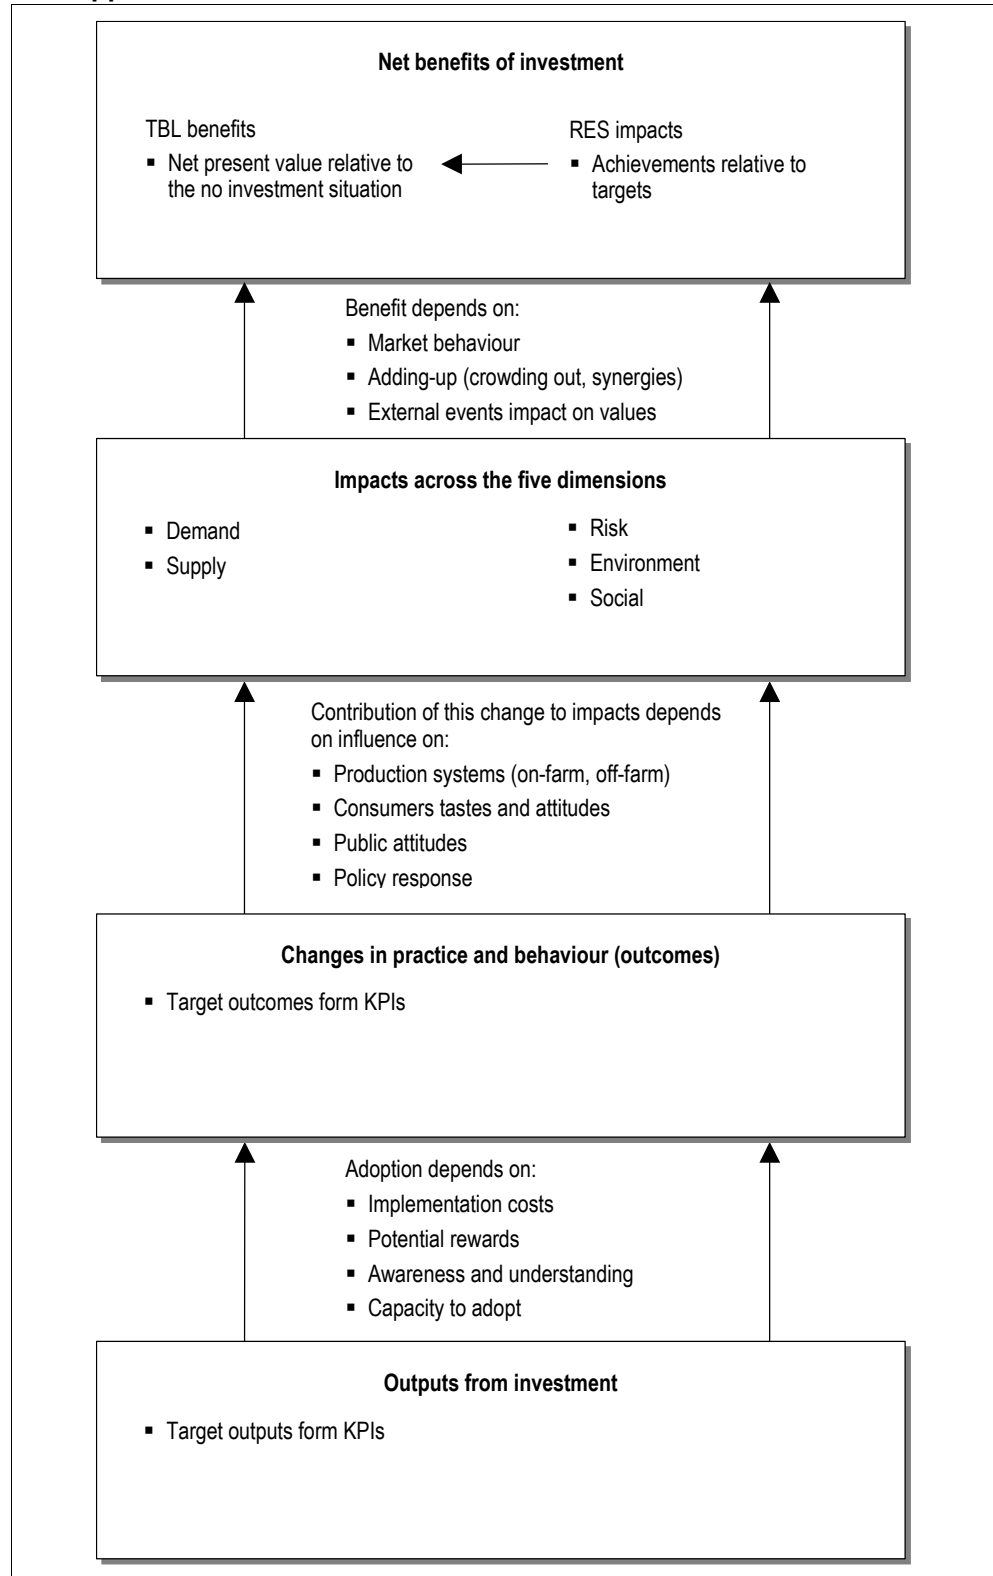 Net benefits of investment
TBL benefits
▪ Net present value relative to
the no investment situation
RES impacts
▪ Achievements relative to
targets
Benefit depends on:
▪ Market behaviour
▪ Adding-up (crowding out, synergies)
▪ External events impact on values
Impacts across the five dimensions
▪ Demand
▪ Supply
▪ Risk
▪ Environment
▪ Social
Contribution of this change to impacts depends
on influence on:
▪ Production systems (on-farm, off-farm)
▪ Consumers tastes and attitudes
▪ Public attitudes
▪ Policy response
Changes in practice and behaviour (outcomes)
▪ Target outcomes form KPIs
Adoption depends on:
▪ Implementation costs
▪ Potential rewards
▪ Awareness and understanding
▪ Capacity to adopt
Outputs from investment
▪ Target outputs form KPIs